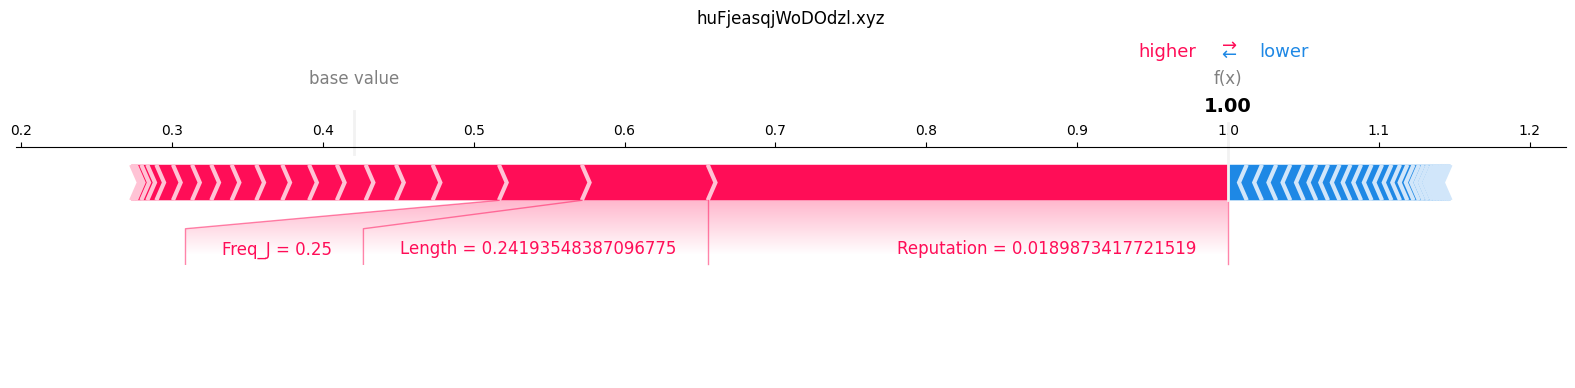 huFjeasqjWoDOdzl.xyz
higher ⇄ lower
base value f(x)
1.00
0.2 0.3 0.4 0.5 0.6 0.7 0.8 0.9 1.0 1.1 1.2
Freq_J = 0.25 Length = 0.24193548387096775 Reputation = 0.0189873417721519